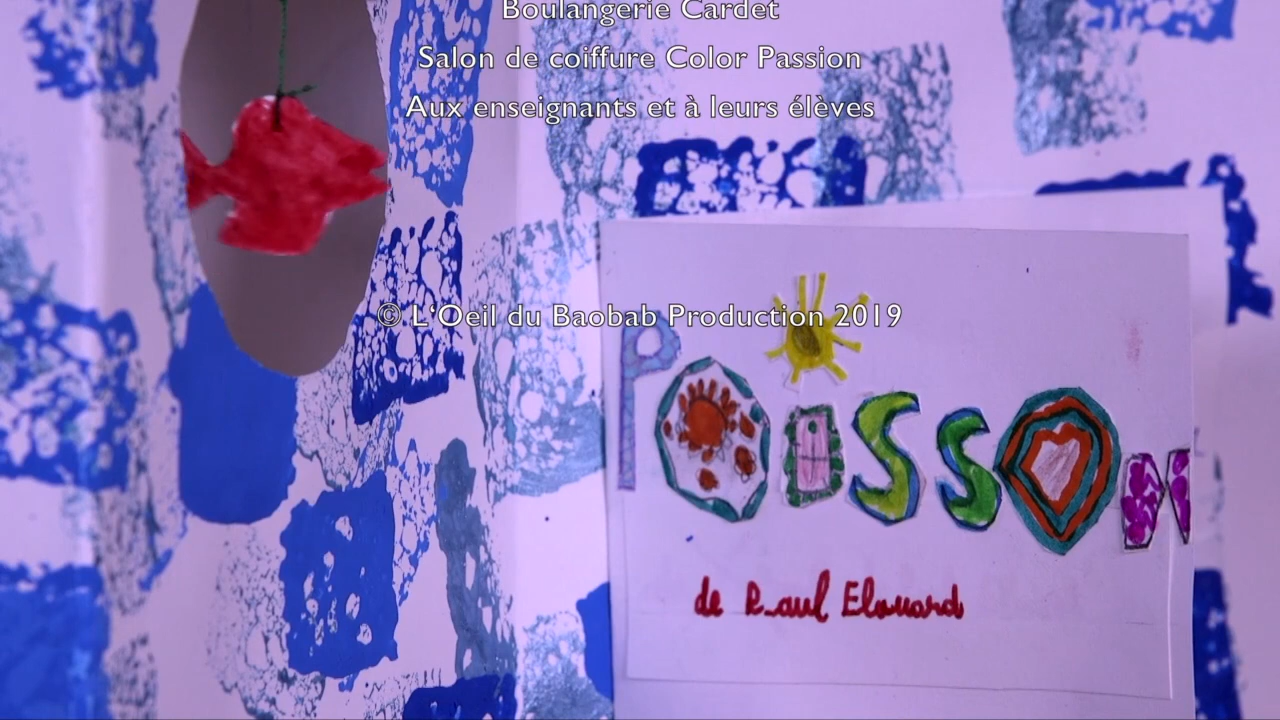 Boulangerie Cardet
Salon de coiffure Color Passion
Aux enseignants et à leurs élèves
© L'Oeil du Baobab Production 2019
POissON
de Paul Elouard